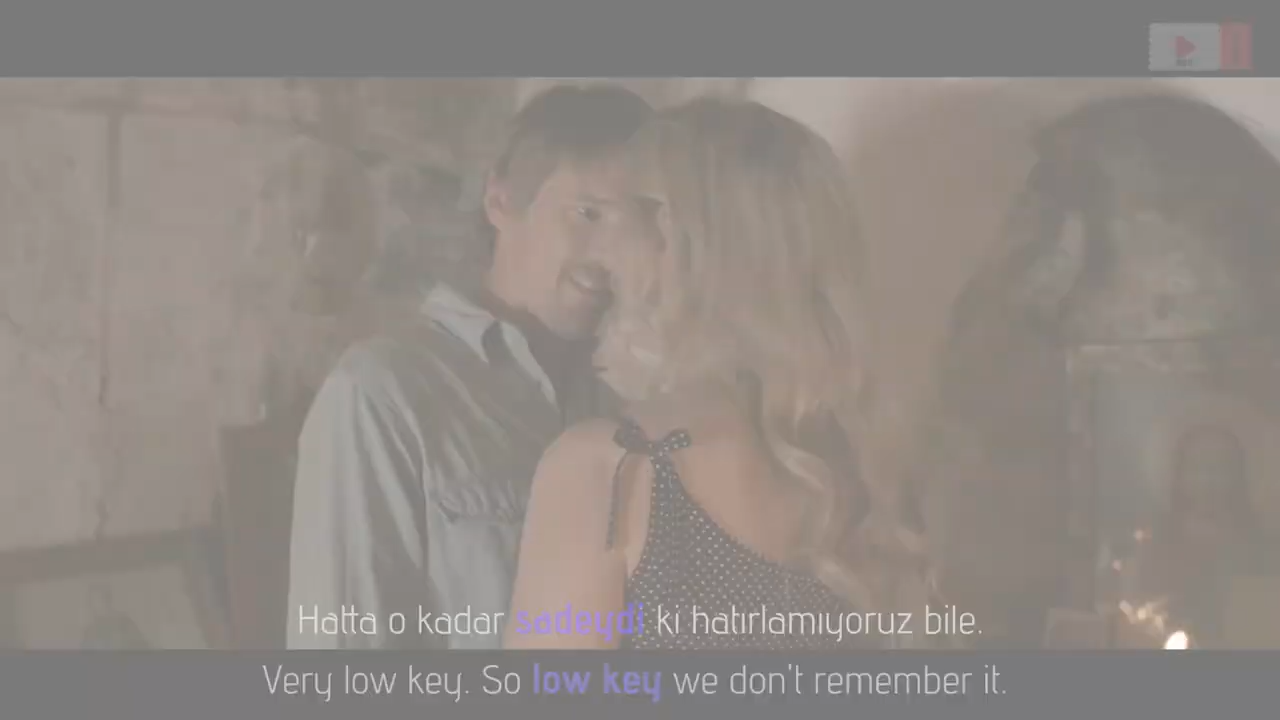 Hatta o kadar sadeydi ki hatırlamıyoruz bile.
Very low key. So low key we don't remember it.